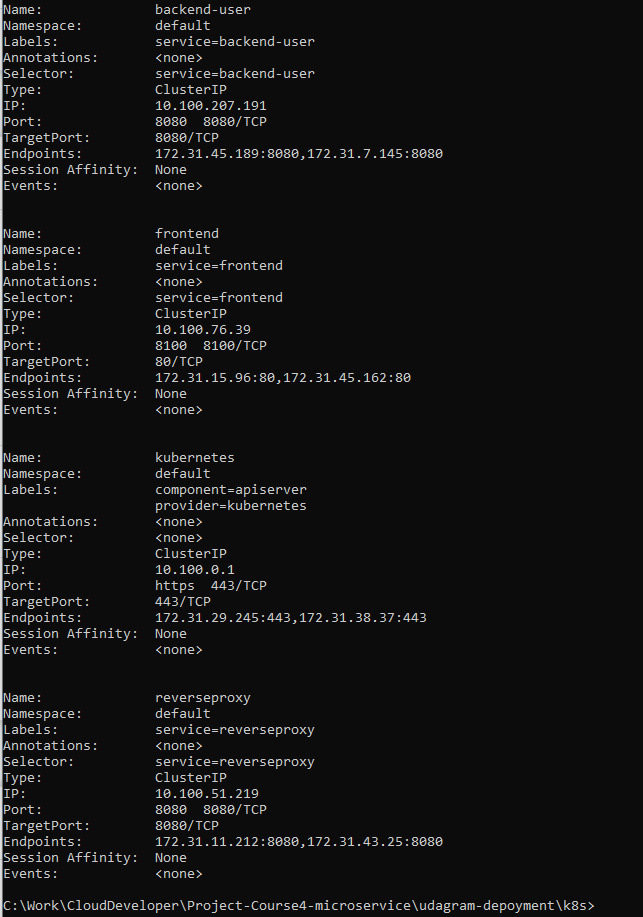 Name:              backend-user
Namespace:         default
Labels:            service=backend-user
Annotations:       <none>
Selector:          service=backend-user
Type:              ClusterIP
IP:                10.100.207.191
Port:              8080  8080/TCP
TargetPort:        8080/TCP
Endpoints:         172.31.45.189:8080,172.31.7.145:8080
Session Affinity:  None
Events:            <none>
Name:              frontend
Namespace:         default
Labels:            service=frontend
Annotations:       <none>
Selector:          service=frontend
Type:              ClusterIP
IP:                10.100.76.39
Port:              8100  8100/TCP
TargetPort:        80/TCP
Endpoints:         172.31.15.96:80,172.31.45.162:80
Session Affinity:  None
Events:            <none>
Name:              kubernetes
Namespace:         default
Labels:            component=apiserver
                   provider=kubernetes
Annotations:       <none>
Selector:          <none>
Type:              ClusterIP
IP:                10.100.0.1
Port:              https  443/TCP
TargetPort:        443/TCP
Endpoints:         172.31.29.245:443,172.31.38.37:443
Session Affinity:  None
Events:            <none>
Name:              reverseproxy
Namespace:         default
Labels:            service=reverseproxy
Annotations:       <none>
Selector:          service=reverseproxy
Type:              ClusterIP
IP:                10.100.51.219
Port:              8080  8080/TCP
TargetPort:        8080/TCP
Endpoints:         172.31.11.212:8080,172.31.43.25:8080
Session Affinity:  None
Events:            <none>
C:\Work\CloudDeveloper\Project-Course4-microservice\udagram-depoyment\k8s>